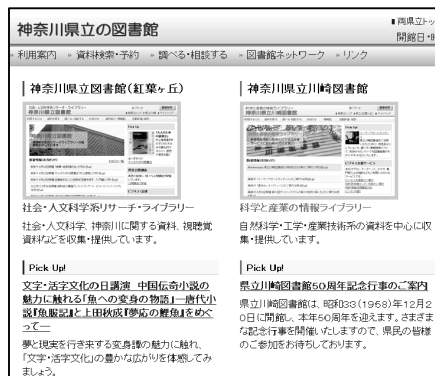 神奈川県立の図書館
■両県立トッ
開館日・時
» 利用案内 » 資料検索・予約 » 調べる・相談する » 図書館ネットワーク » リンク
神奈川県立図書館(紅葉ヶ丘)
社会・人文科学系リサーチ・ライブラリー
社会・人文科学、神奈川に関する資料、視聴覚
資料などを収集・提供しています。
Pick Up!
文字・活字文化の日講演 中国伝奇小説の
魅力に触れる「魚への変身の物語」―唐代小
説『魚服記』と上田秋成『夢応の鯉魚』をめぐ
って―
夢と現実を行き来する変身譚の魅力に触れ、
「文字・活字文化」の豊かな広がりを体感してみ
ましょう。
神奈川県立川崎図書館
科学と産業の情報ライブラリー
自然科学・工学・産業技術系の資料を中心に収
集・提供しています。
Pick Up!
県立川崎図書館50周年記念行事のご案内
県立川崎図書館は、昭和33(1958)年12月2
0日に開館し、本年50周年を迎えます。さまざま
な記念行事を開催いたしますので、県民の皆様
のご参加をお待ちしております。